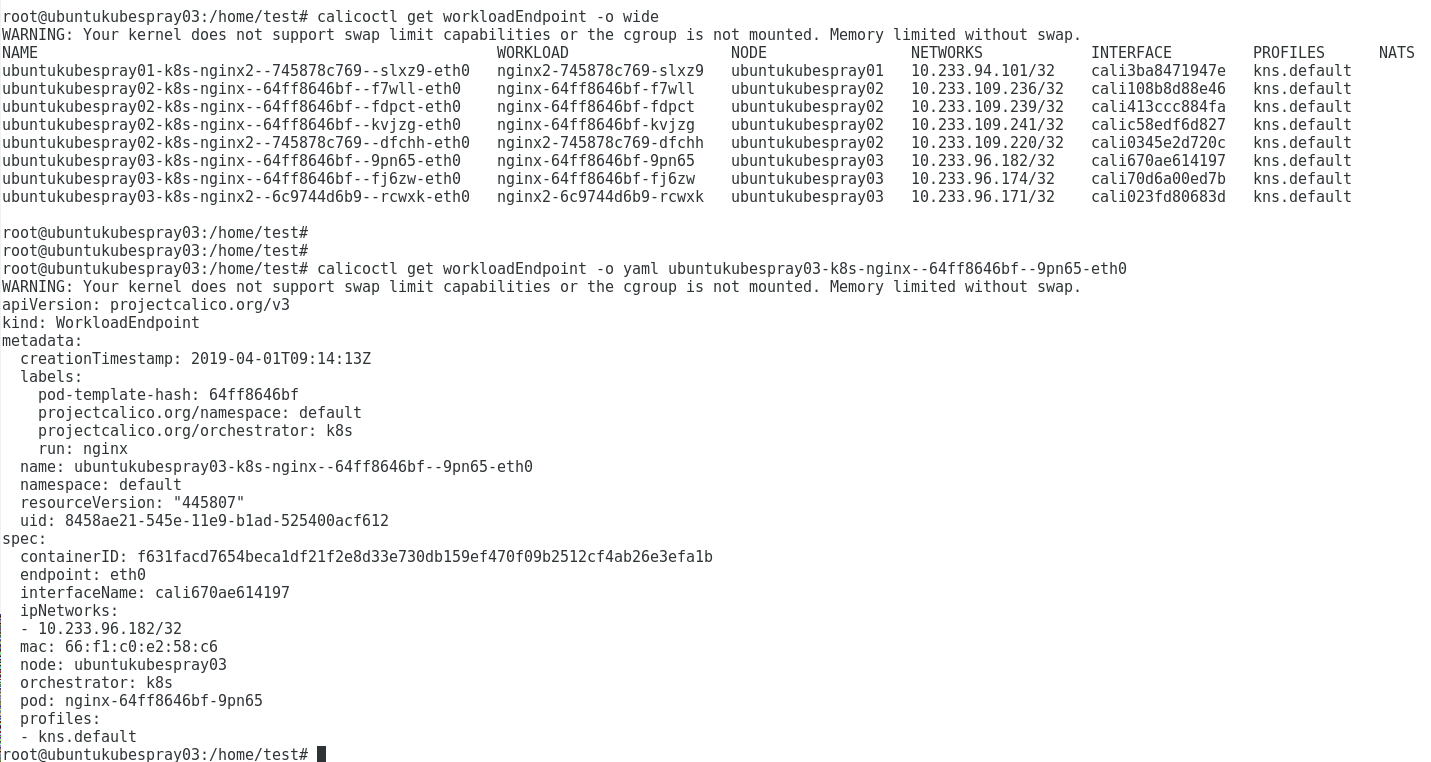 root@ubuntukubespray03:/home/test# calicoctl get workloadEndpoint -o wide
WARNING: Your kernel does not support swap limit capabilities or the cgroup is not mounted. Memory limited without swap.
NAME                                                   WORKLOAD                  NODE                NETWORKS            INTERFACE         PROFILES      NATS
ubuntukubespray01-k8s-nginx2--745878c769--slxz9-eth0   nginx2-745878c769-slxz9   ubuntukubespray01   10.233.94.101/32    cali3ba8471947e   kns.default
ubuntukubespray02-k8s-nginx--64ff8646bf--f7wll-eth0    nginx-64ff8646bf-f7wll    ubuntukubespray02   10.233.109.236/32   cali108b8d88e46   kns.default
ubuntukubespray02-k8s-nginx--64ff8646bf--fdpct-eth0    nginx-64ff8646bf-fdpct    ubuntukubespray02   10.233.109.239/32   cali413ccc884fa   kns.default
ubuntukubespray02-k8s-nginx--64ff8646bf--kvjzg-eth0    nginx-64ff8646bf-kvjzg    ubuntukubespray02   10.233.109.241/32   calic58edf6d827   kns.default
ubuntukubespray02-k8s-nginx2--745878c769--dfchh-eth0   nginx2-745878c769-dfchh   ubuntukubespray02   10.233.109.220/32   cali0345e2d720c   kns.default
ubuntukubespray03-k8s-nginx--64ff8646bf--9pn65-eth0    nginx-64ff8646bf-9pn65    ubuntukubespray03   10.233.96.182/32    cali670ae614197   kns.default
ubuntukubespray03-k8s-nginx--64ff8646bf--fj6zw-eth0    nginx-64ff8646bf-fj6zw    ubuntukubespray03   10.233.96.174/32    cali70d6a00ed7b   kns.default
ubuntukubespray03-k8s-nginx2--6c9744d6b9--rcwxk-eth0   nginx2-6c9744d6b9-rcwxk   ubuntukubespray03   10.233.96.171/32    cali023fd80683d   kns.default
root@ubuntukubespray03:/home/test#
root@ubuntukubespray03:/home/test#
root@ubuntukubespray03:/home/test# calicoctl get workloadEndpoint -o yaml ubuntukubespray03-k8s-nginx--64ff8646bf--9pn65-eth0
WARNING: Your kernel does not support swap limit capabilities or the cgroup is not mounted. Memory limited without swap.
apiVersion: projectcalico.org/v3
kind: WorkloadEndpoint
metadata:
  creationTimestamp: 2019-04-01T09:14:13Z
  labels:
    pod-template-hash: 64ff8646bf
    projectcalico.org/namespace: default
    projectcalico.org/orchestrator: k8s
    run: nginx
  name: ubuntukubespray03-k8s-nginx--64ff8646bf--9pn65-eth0
  namespace: default
  resourceVersion: "445807"
  uid: 8458ae21-545e-11e9-b1ad-525400acf612
spec:
  containerID: f631facd7654beca1df21f2e8d33e730db159ef470f09b2512cf4ab26e3efa1b
  endpoint: eth0
  interfaceName: cali670ae614197
  ipNetworks:
  - 10.233.96.182/32
  mac: 66:f1:c0:e2:58:c6
  node: ubuntukubespray03
  orchestrator: k8s
  pod: nginx-64ff8646bf-9pn65
  profiles:
  - kns.default
root@ubuntukubespray03:/home/test#